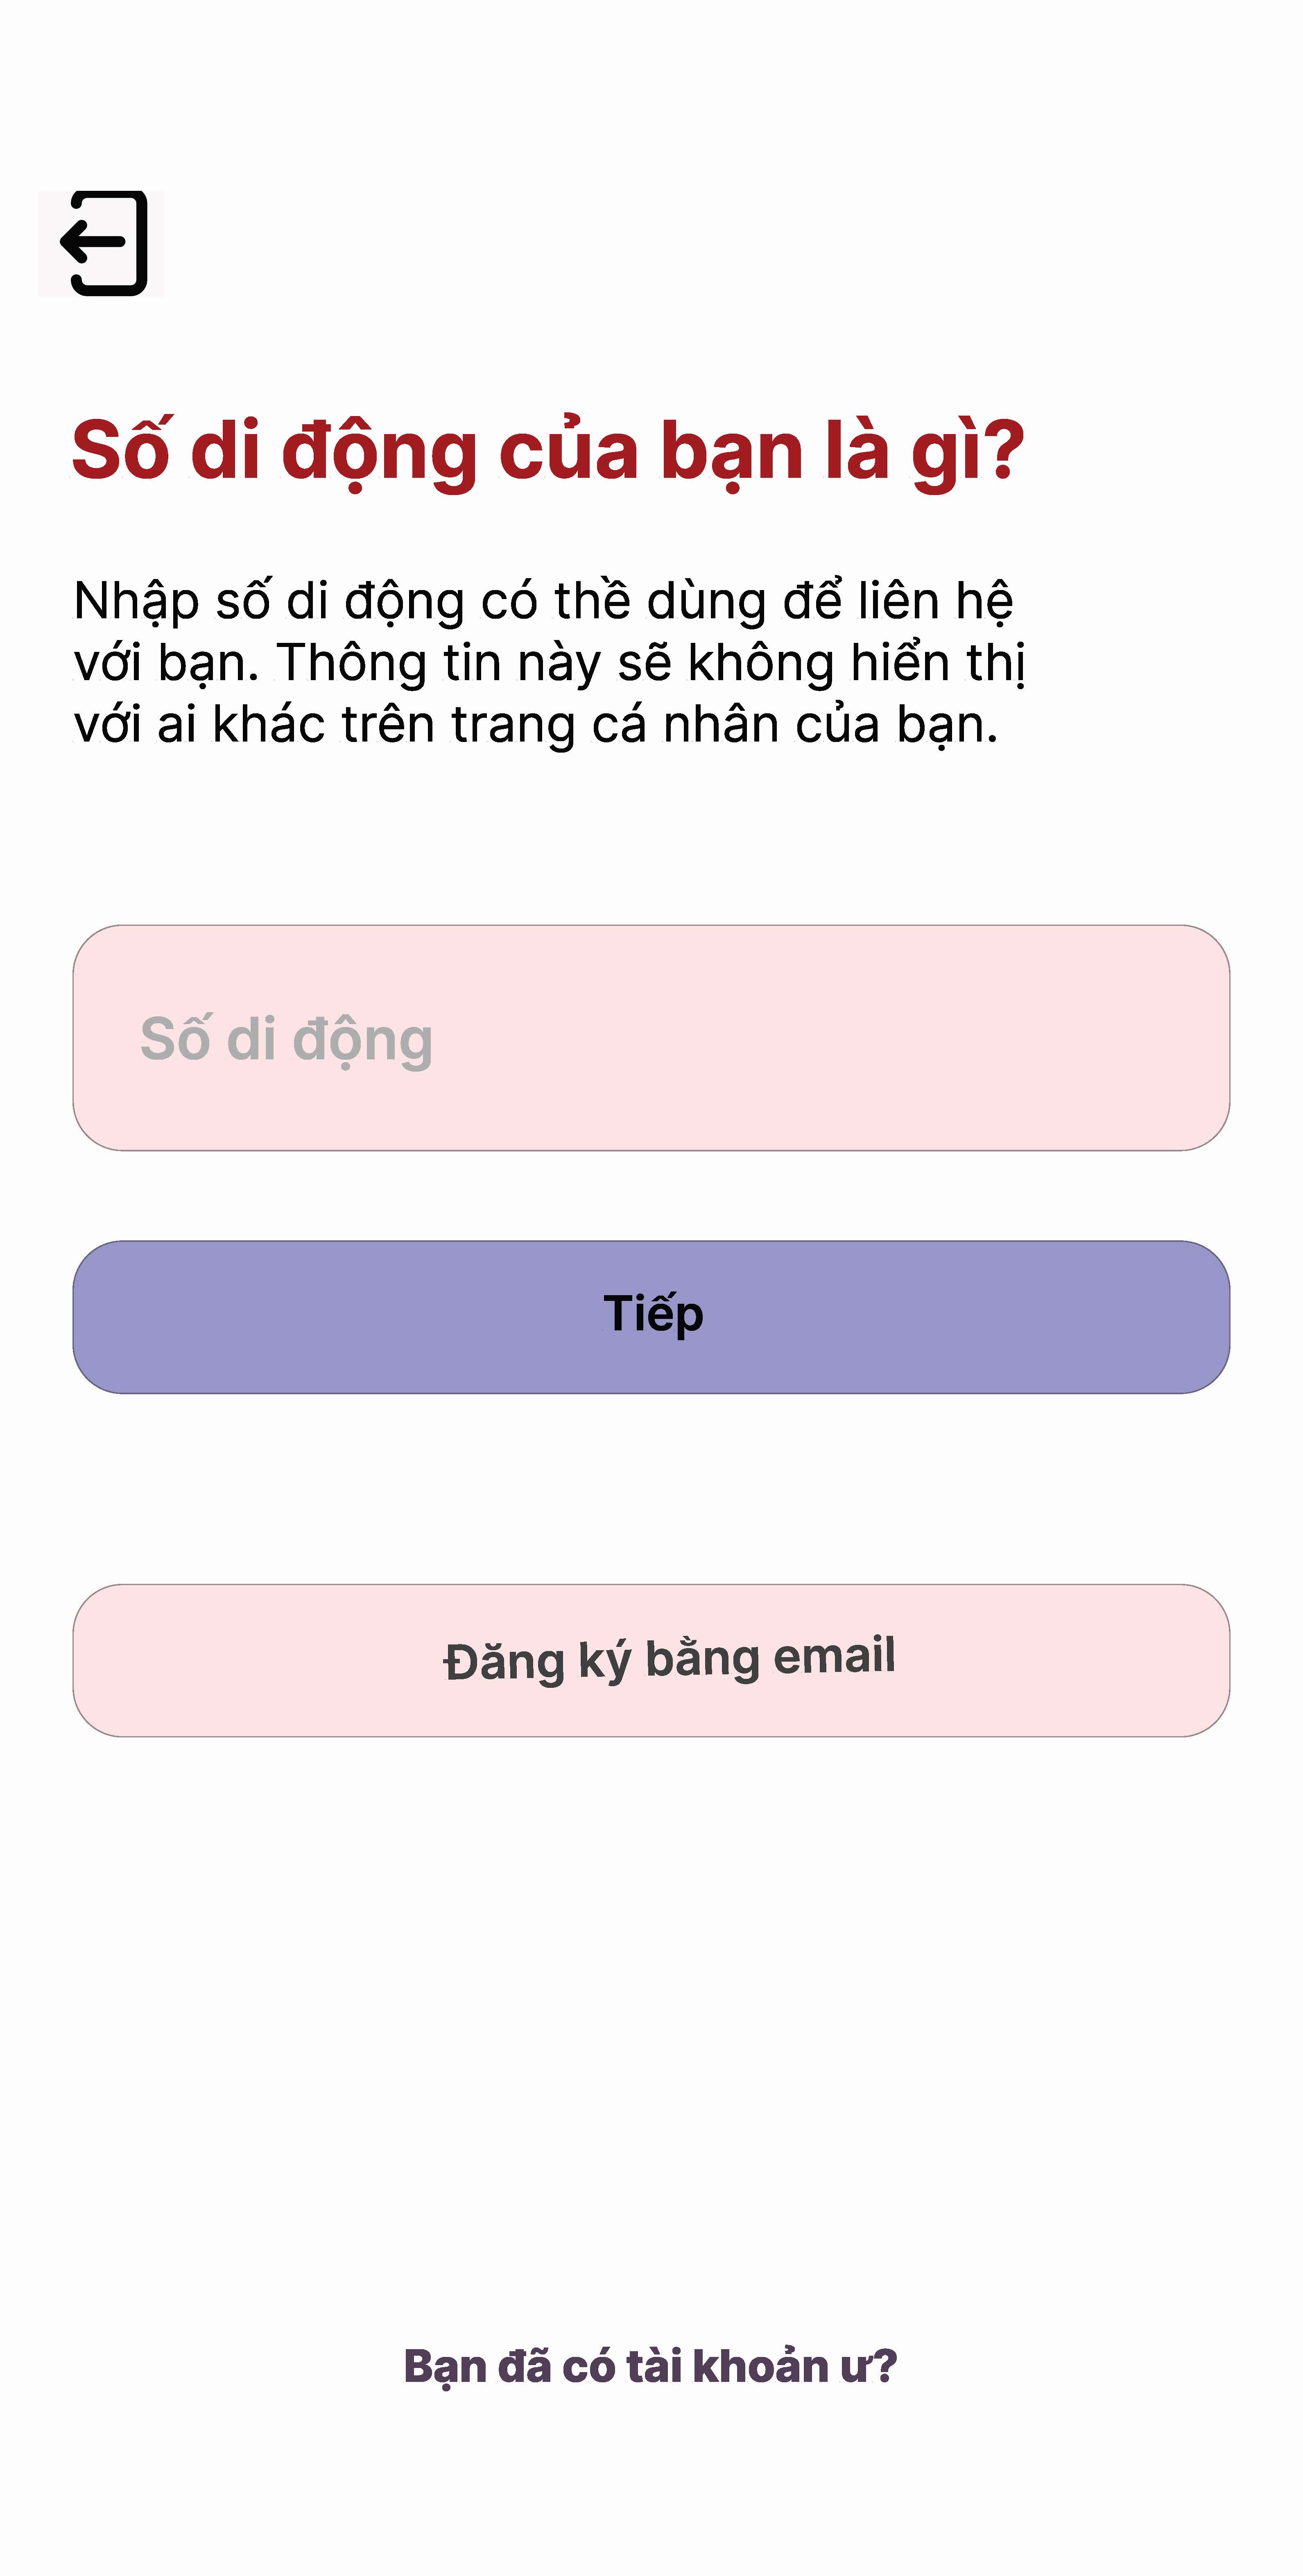 Số di động của bạn là gì?
Nhập số di động có thề dùng để liên hệ
với bạn. Thông tin này sẽ không hiển thị
với ai khác trên trang cá nhân của bạn.
Số di động
Tiếp
Đăng ký bằng email
Bạn đã có tài khoản ư?